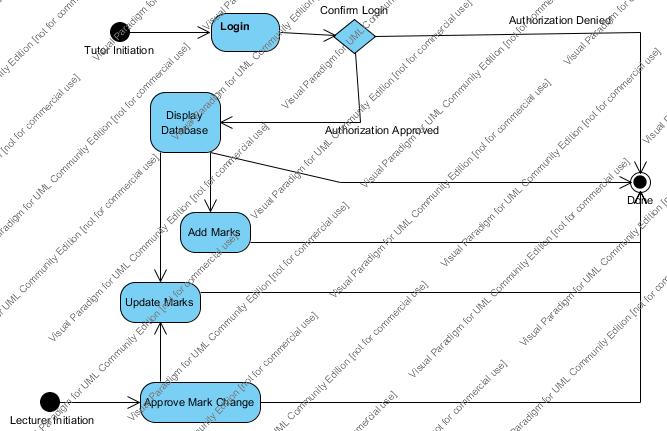 Confirm Login
Authorization Denied
Login
Tutor Initiation
Display
Database
Authorization Approved
Done
Add Marks
Update Marks
Approve Mark Change
Lecturer Initiation
Visual Paradigm for UML Community Edition [not for commercial use]